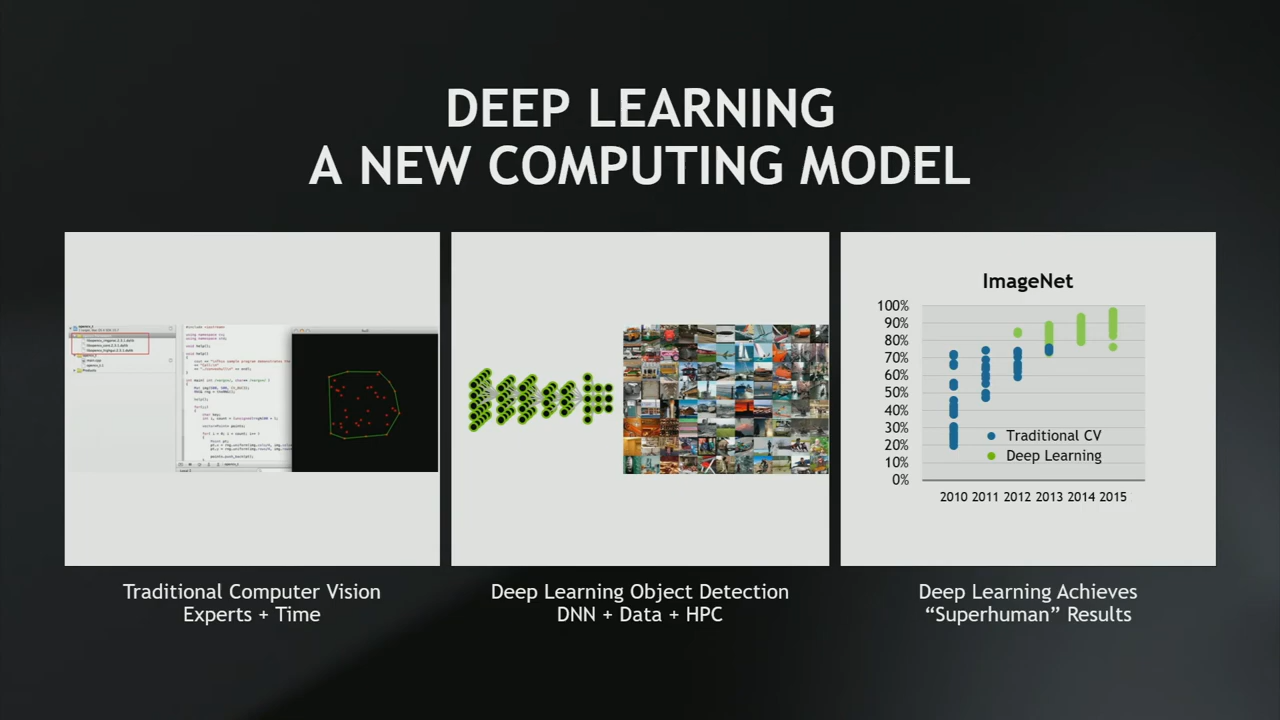 DEEP LEARNING
A NEW COMPUTING MODEL
ImageNet
100%
90%
80%
70%
60%
50%
40%
30%
20%
10%
0%
Traditional CV
Deep Learning
2010 2011 2012 2013 2014 2015
Traditional Computer Vision
Experts + Time
Deep Learning Object Detection
DNN + Data + HPC
Deep Learning Achieves
“Superhuman” Results